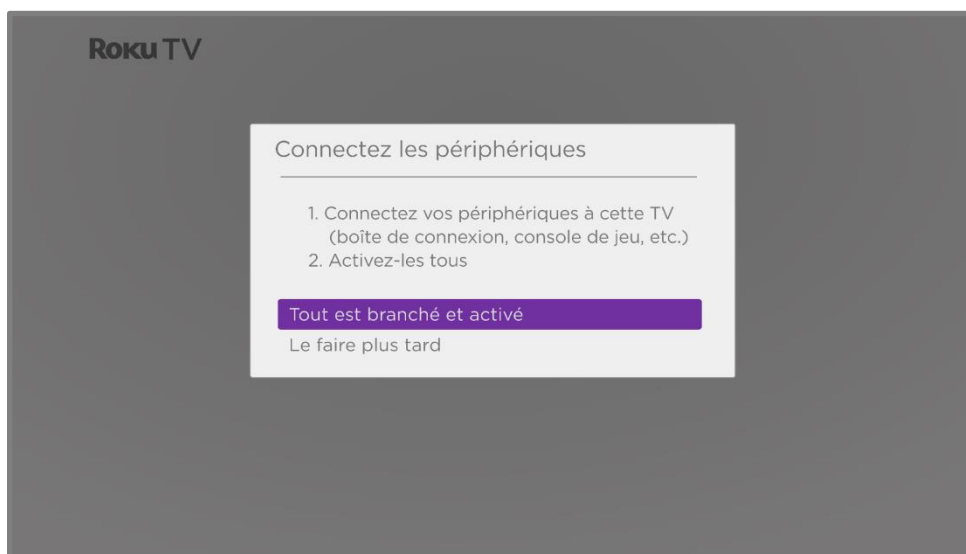 Roku TV
Connectez les périphériques
1. Connectez vos périphériques à cette TV
(boîte de connexion, console de jeu, etc.)
2. Activez-les tous
Tout est branché et activé
Le faire plus tard